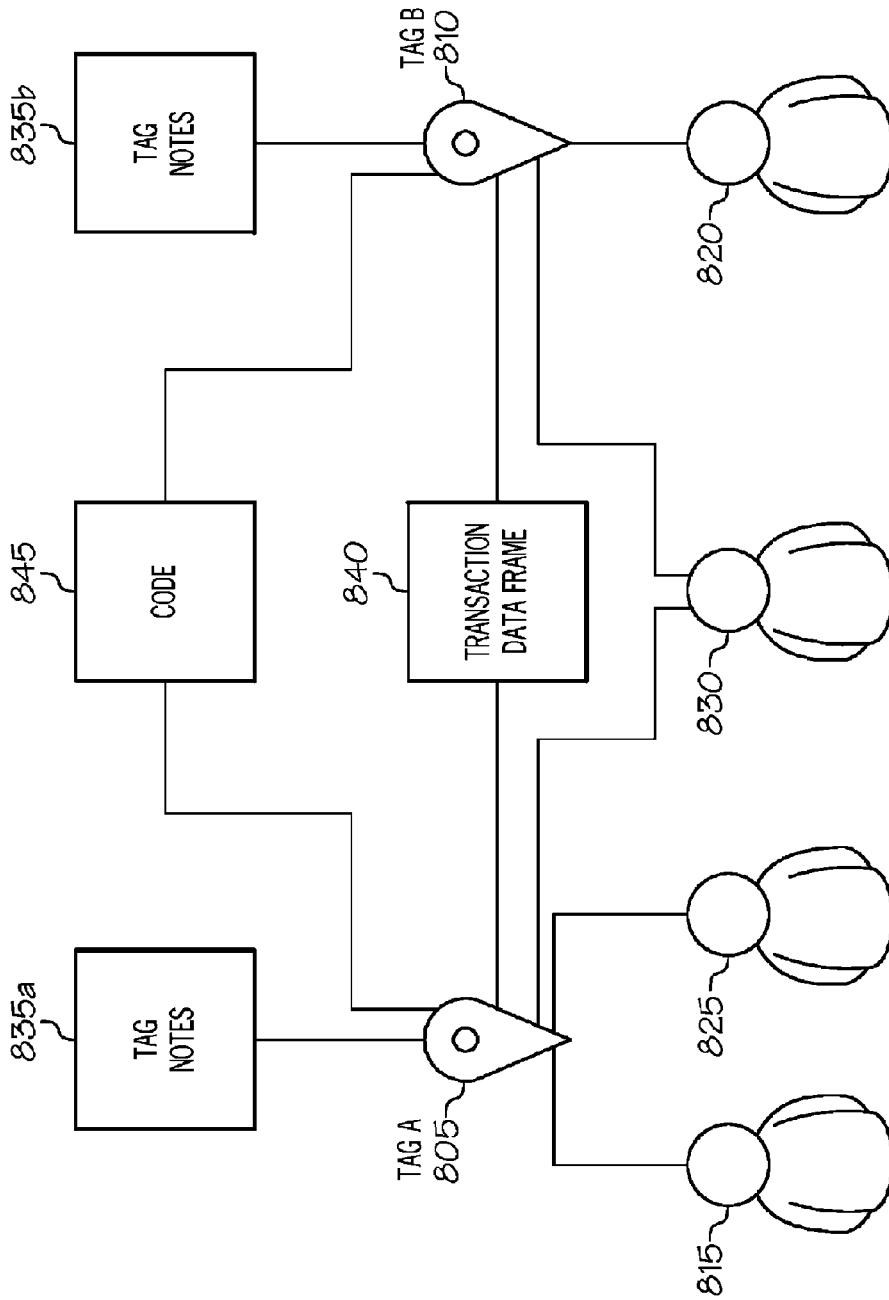 835a
TAG
NOTES
845
CODE
835b
TAG
NOTES
TAG A
805
840
TRANSACTION
DATA FRAME
TAG B
810
815
825
830
820